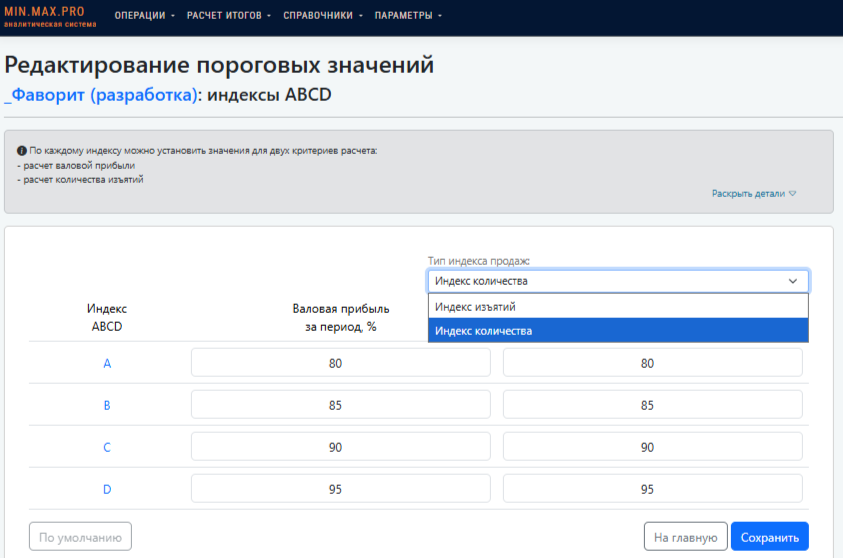 MIN.MAX.PRO
аналитическая система
ОПЕРАЦИИ
РАСЧЕТ ИТОГОВ
СПРАВОЧНИКИ
ПАРАМЕТРЫ
Редактирование пороговых значений
_Фаворит (разработка): индексы ABCD
По каждому индексу можно установить значения для двух критериев расчета:
- расчет валовой прибыли
- расчет количества изъятий
Раскрыть детали
Тип индекса продаж:
Индекс количества
Индекс изъятий
Индекс количества
Индекс
ABCD
Валовая прибыль
за период, %
A 80 80
B 85 85
C 90 90
D 95 95
По умолчанию
На главную
Сохранить